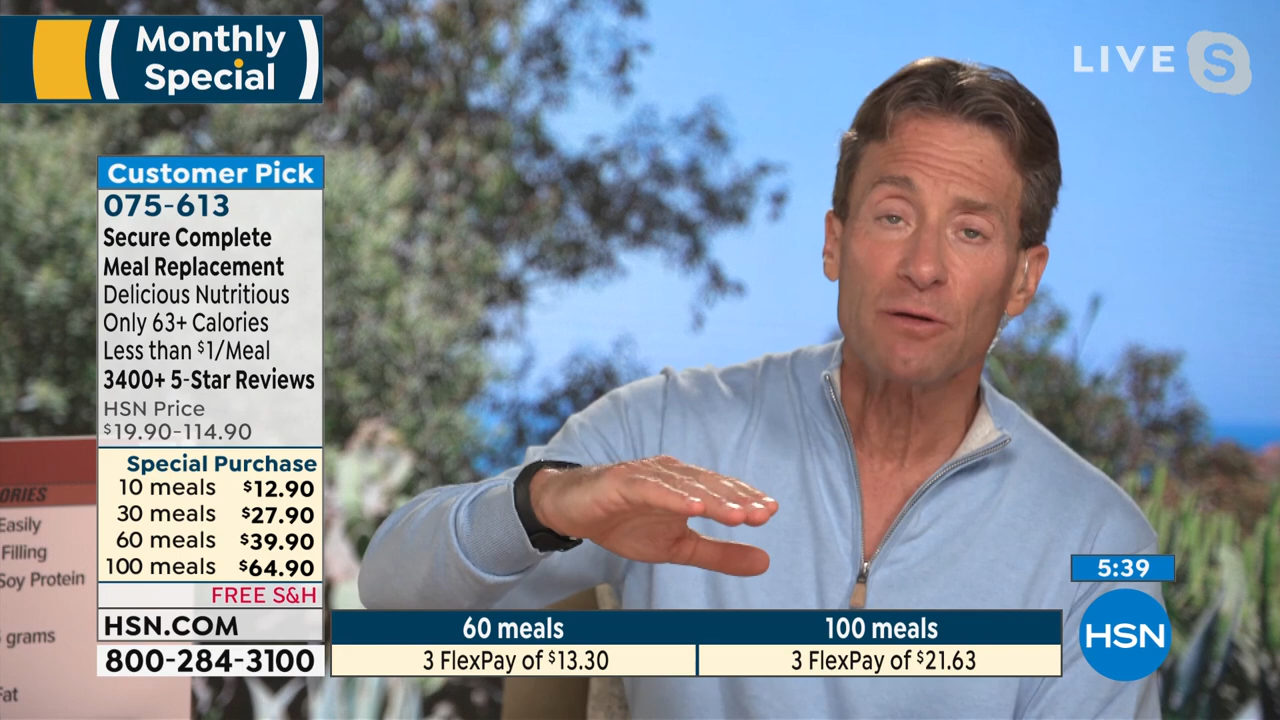 Monthly
Special
LIVE S
Customer Pick
075-613
Secure Complete
Meal Replacement
Delicious Nutritious
Only 63+ Calories
Less than $1/Meal
3400+ 5-Star Reviews
HSN Price
$19.90-114.90
Special Purchase
10 meals $12.90
30 meals $27.90
60 meals $39.90
100 meals $64.90
FREE S&H
HSN.COM
800-284-3100
ORIES
Easily
Filling
Soy Protein
grams
Fat
60 meals 100 meals
3 FlexPay of $13.30 3 FlexPay of $21.63
5:39
HSN